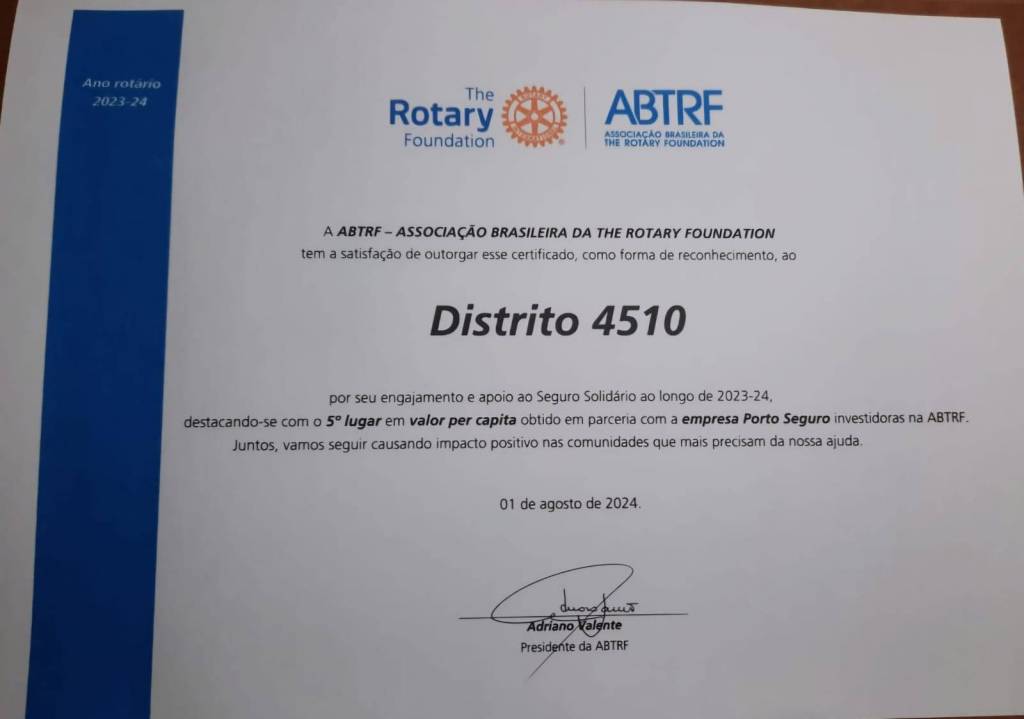 Ano rotário
2023-24
The
Rotary
Foundation
ABTRF
ASSOCIAÇÃO BRASILEIRA DA
THE ROTARY FOUNDATION
A ABTRF – ASSOCIAÇÃO BRASILEIRA DA THE ROTARY FOUNDATION
tem a satisfação de outorgar esse certificado, como forma de reconhecimento, ao
Distrito 4510
por seu engajamento e apoio ao Seguro Solidário ao longo de 2023-24,
destacando-se com o 5º lugar em valor per capita obtido em parceria com a empresa Porto Seguro investidoras na ABTRF.
Juntos, vamos seguir causando impacto positivo nas comunidades que mais precisam da nossa ajuda.
01 de agosto de 2024.
Adriano Valente
Presidente da ABTRF